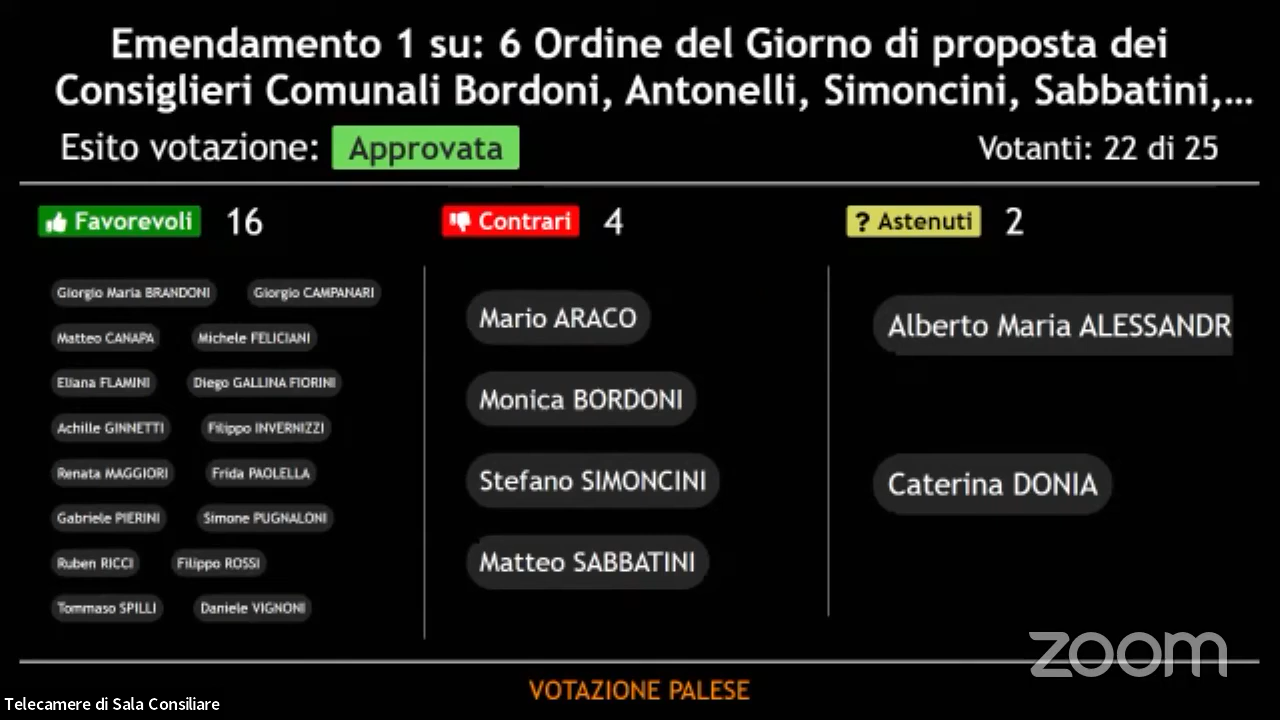 Emendamento 1 su: 6 Ordine del Giorno di proposta dei
Consiglieri Comunali Bordoni, Antonelli, Simoncini, Sabbatini,...
Esito votazione: Approvata
Votanti: 22 di 25
Favorevoli 16
Giorgio Maria BRANDONI Giorgio CAMPANARI
Matteo CANAPA Michele FELICIANI
Eliana FLAMINI Diego GALLINA FIORINI
Achille GINNETTI Filippo INVERNIZZI
Renata MAGGIORI Frida PAOLELLA
Gabriele PIERINI Simone PUGNALONI
Ruben RICCI Filippo ROSSI
Tommaso SPILLI Daniele VIGNONI
Contrari 4
Mario ARACO
Monica BORDONI
Stefano SIMONCINI
Matteo SABBATINI
? Astenuti 2
Alberto Maria ALESSANDR
Caterina DONIA
zoom
VOTAZIONE PALESE
Telecamere di Sala Consiliare